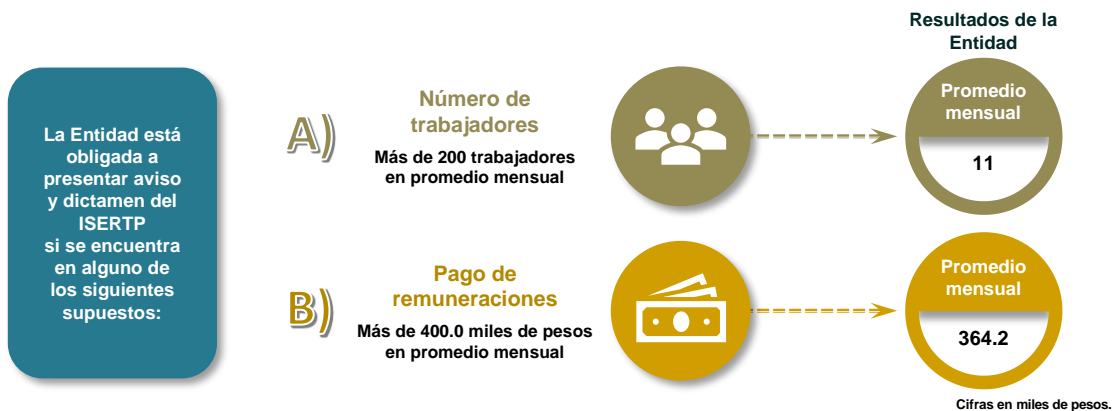 La Entidad está
obligada a
presentar aviso
y dictamen del
ISERTP
si se encuentra
en alguno de
los siguientes
supuestos:
A)
Número de
trabajadores
Más de 200 trabajadores
en promedio mensual
Resultados de la
Entidad
Promedio
mensual
11
B)
Pago de
remuneraciones
Más de 400.0 miles de pesos
en promedio mensual
Promedio
mensual
364.2
Cifras en miles de pesos.